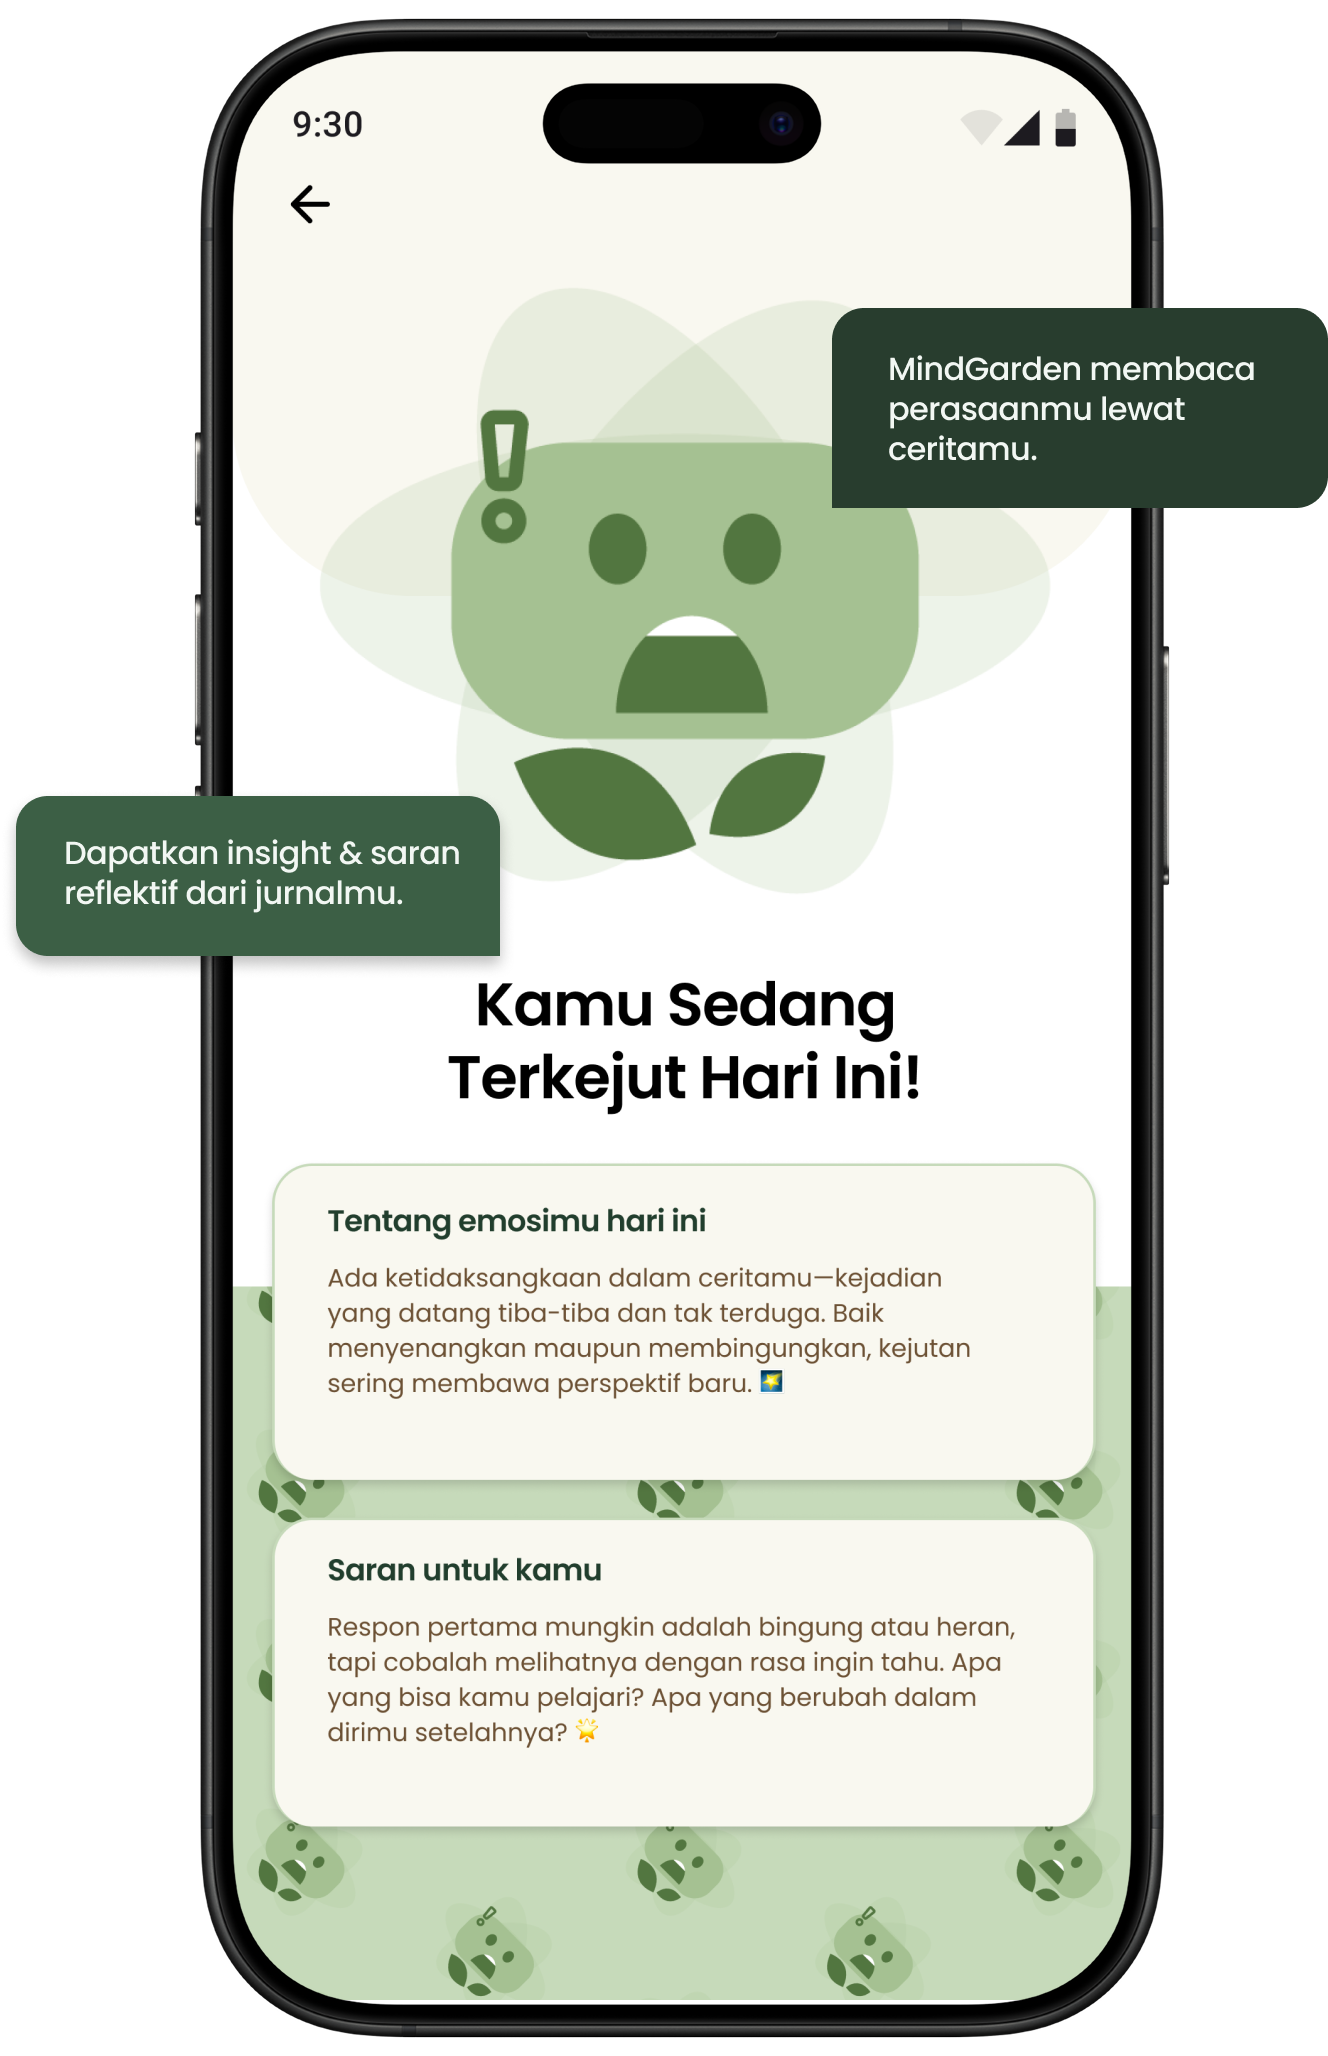 9:30
MindGarden membaca
perasaanmu lewat
ceritamu.
Dapatkan insight & saran
reflektif dari jurnalmu.
Kamu Sedang
Terkejut Hari Ini!
Tentang emosimu hari ini
Ada ketidaksangkaan dalam ceritamu—kejadian
yang datang tiba-tiba dan tak terduga. Baik
menyenangkan maupun membingungkan, kejutan
sering membawa perspektif baru. 🌠
Saran untuk kamu
Respon pertama mungkin adalah bingung atau heran,
tapi cobalah melihatnya dengan rasa ingin tahu. Apa
yang bisa kamu pelajari? Apa yang berubah dalam
dirimu setelahnya? 🌟